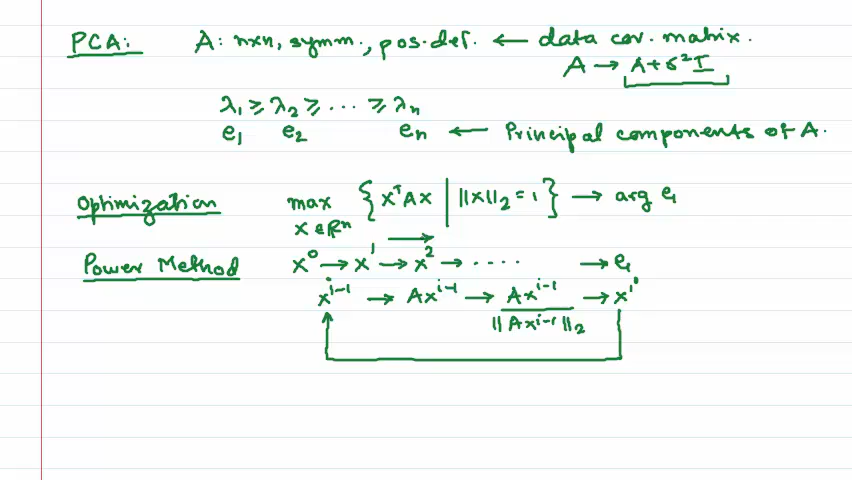 PCA: A: n×n, symm., pos.def. ← data cov. matrix.
A → A+σ²I
λ₁ ≥ λ₂ ≥ ... ≥ λₙ
e₁ e₂ eₙ ← Principal components of A.
Optimization max { xᵀAx | ||x||₂ = 1 } → arg e₁
x ∈ ℝⁿ
Power Method x⁰ → x¹ → x² → .... → e₁
xⁱ⁻¹ → Axⁱ⁻¹ → Axⁱ⁻¹ → xⁱ
||Axⁱ⁻¹||₂